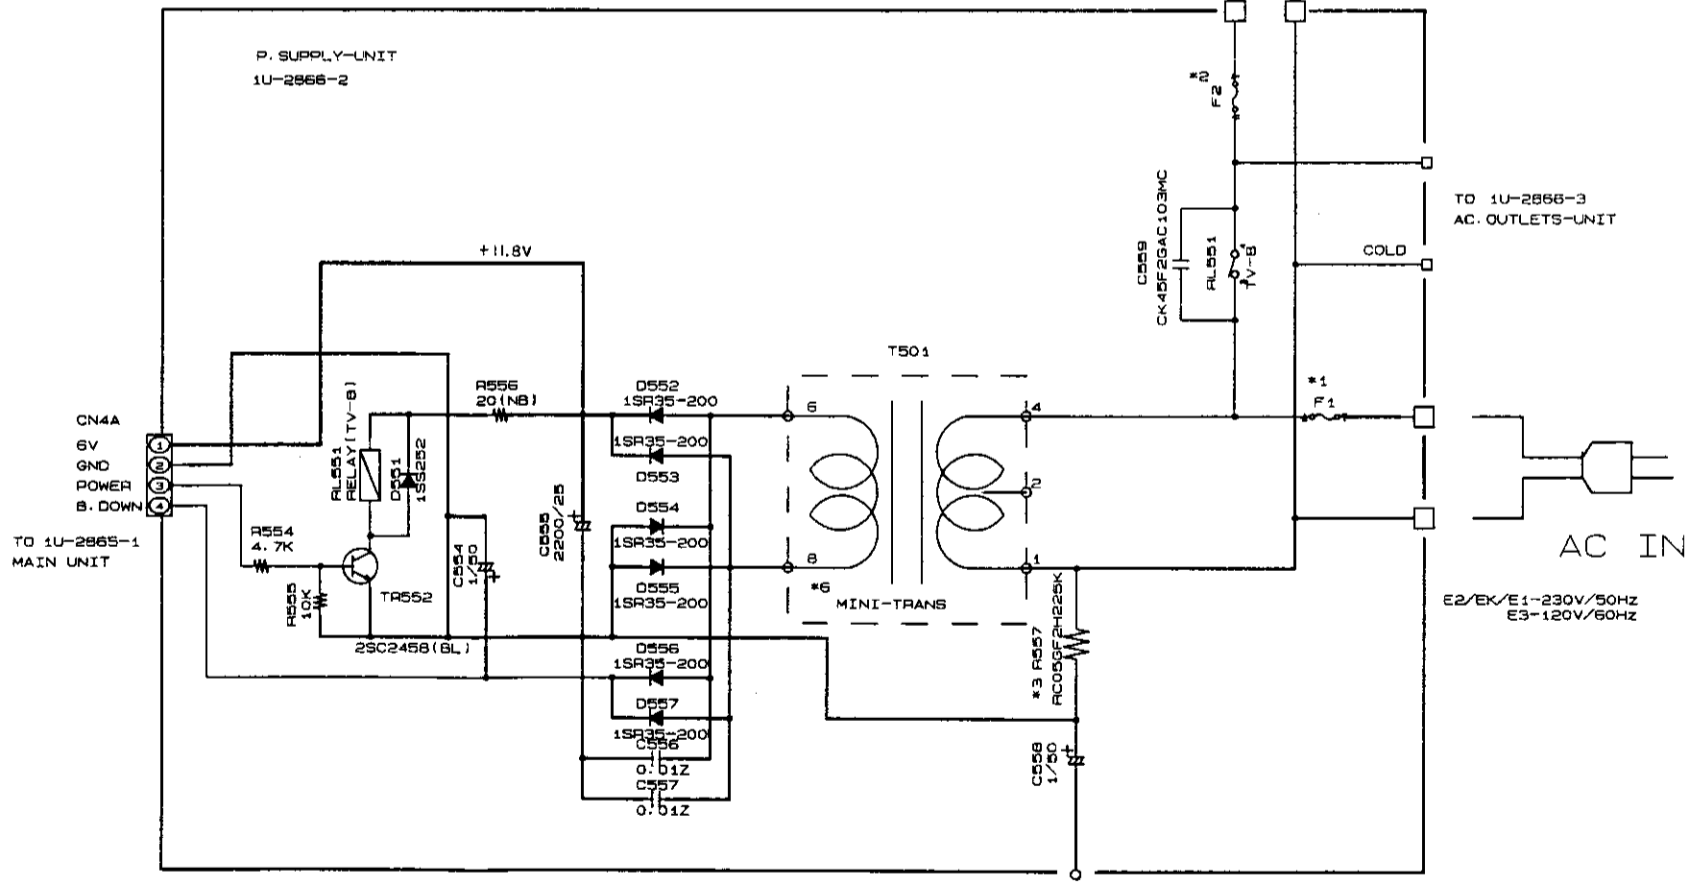 P. SUPPLY-UNIT
1U-2866-2
*2
F2
TO 1U-2866-3
AC. OUTLETS-UNIT
COLD
C559
CK45F2GAC103MC
RL551
TV-8
+11.8V
T501
*1
F1
CN4A
6V
1
GND
2
POWER
3
B. DOWN
4
TO 1U-2865-1
MAIN UNIT
RL551
RELAY(TV-8)
D551
1SS252
R556
20(NB)
D552
1SR35-200
1SR35-200
D553
D554
1SR35-200
D555
1SR35-200
C555
2200/25
+
R554
4.7K
R555
10K
TR552
2SC2458(BL)
C554
1/50
+
D556
1SR35-200
D557
1SR35-200
C556
0.01Z
C557
0.01Z
6
8
*6
4
2
1
MINI-TRANS
*3 R557
RC05GF2H225K
C558
1/50
+
AC IN
E2/EK/E1-230V/50Hz
E3-120V/60Hz